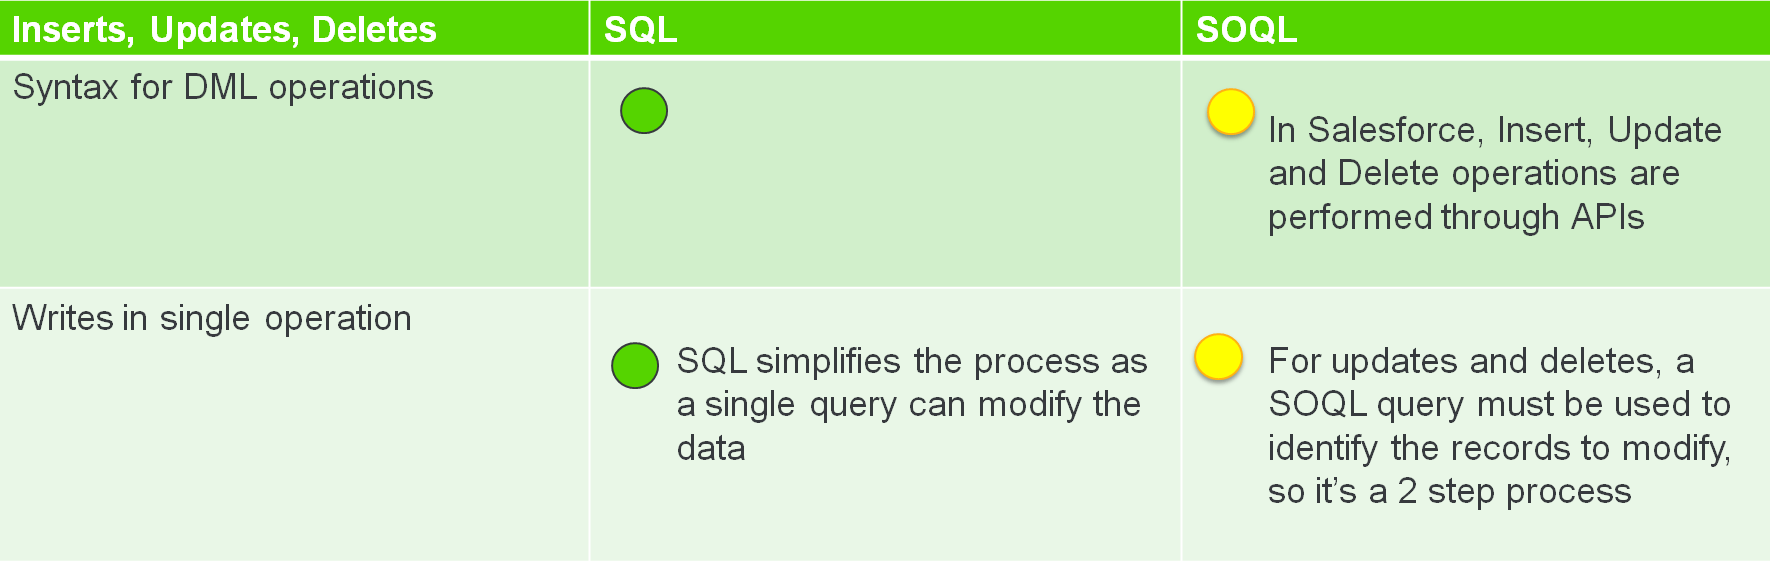 Inserts, Updates, Deletes
SQL
SOQL
Syntax for DML operations
In Salesforce, Insert, Update
and Delete operations are
performed through APIs
Writes in single operation
SQL simplifies the process as
a single query can modify the
data
For updates and deletes, a
SOQL query must be used to
identify the records to modify,
so it’s a 2 step process